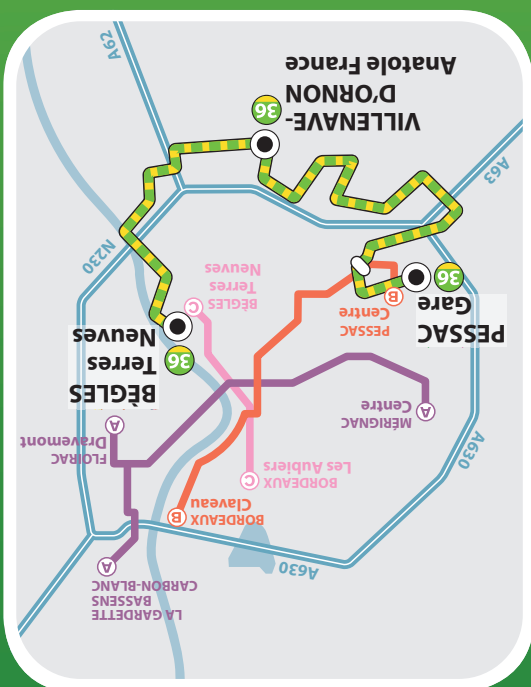 LA GARDETTE
BASSENS
CARBON-BLANC
A
A630
BORDEAUX
Claveau
B
BORDEAUX
Les Aubiers
C
FLOIRAC
Dravemont
A
A630
MÉRIGNAC
Centre
A
BÈGLES
Terres
Neuves
36
PESSAC
Gare
36
PESSAC
Centre
B
C
BÈGLES
Terres
Neuves
N230
A63
VILLENAVE-
D'ORNON
Anatole France
36
A62